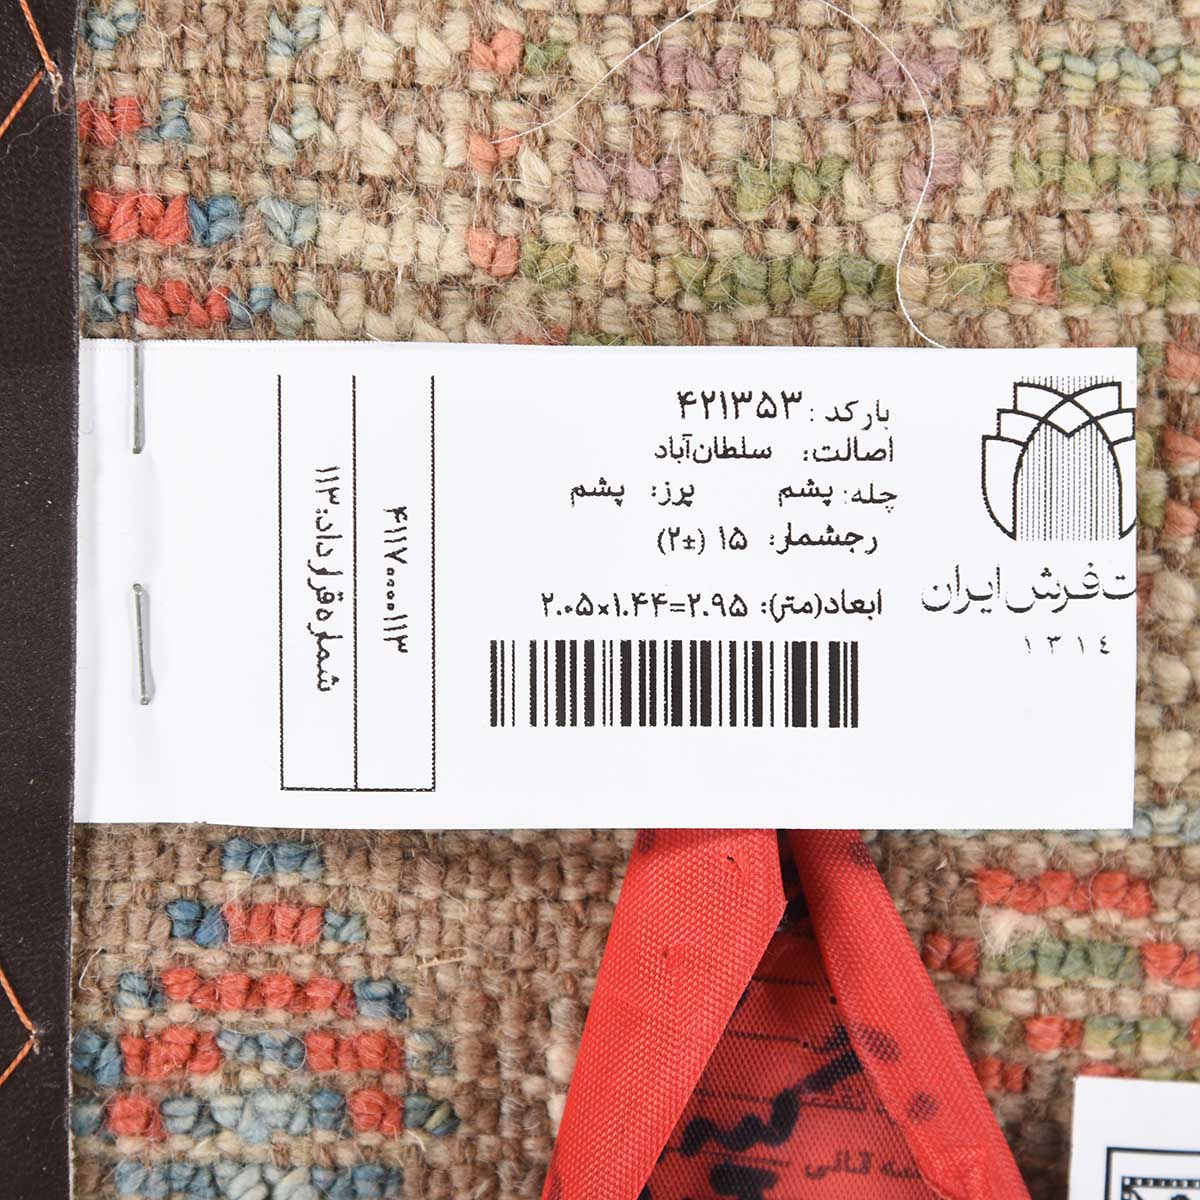 بارکد: ۴۲۱۳۵۳
اصالت: سلطان‌آباد
چله: پشم پرز: پشم
رجشمار: ۱۵ (±۲)
ابعاد(متر): ۲.۰۵×۱.۴۴=۲.۹۵
ت فرش ایران
١٣١٤
۴۱۱۷۰۰۰۰۱۱۳
شماره قرارداد: ۱۱۳